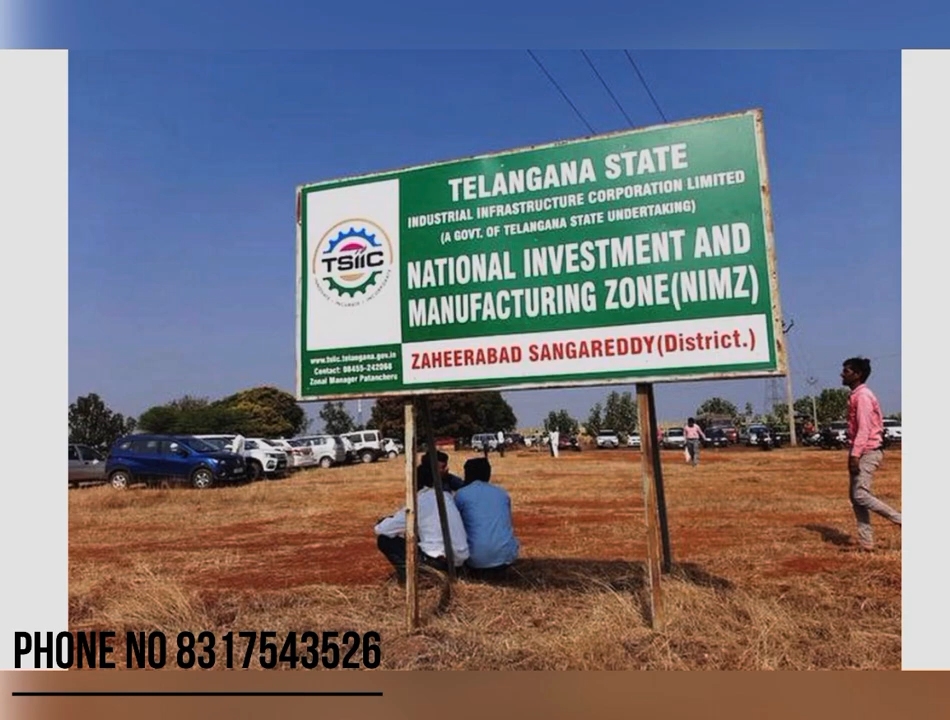 TELANGANA STATE
INDUSTRIAL INFRASTRUCTURE CORPORATION LIMITED
(A GOVT. OF TELANGANA STATE UNDERTAKING)
NATIONAL INVESTMENT AND
MANUFACTURING ZONE(NIMZ)
TSiiC
www.tsiic.telangana.gov.in
Contact: 08455-242066
Zonal Manager Patancheru
ZAHEERABAD SANGAREDDY(District.)
PHONE NO 8317543526